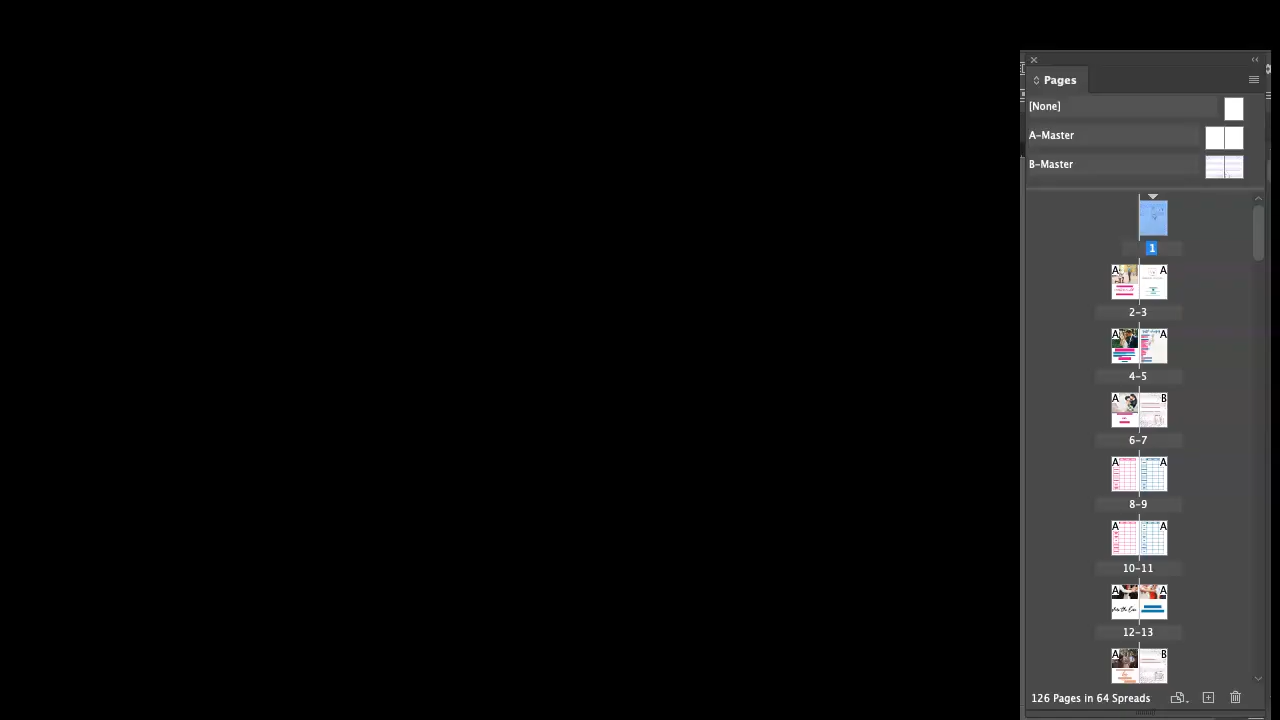 Pages
[None]
A-Master
B-Master
1
A A
2-3
A A
4-5
A B
6-7
A A
8-9
A A
10-11
A A
12-13
A B
126 Pages in 64 Spreads